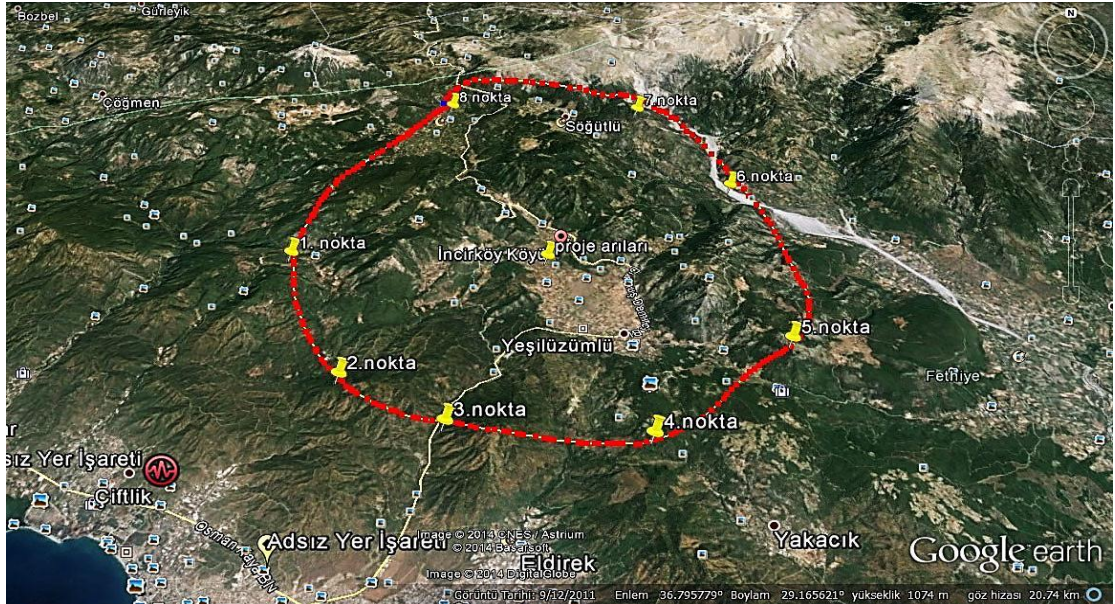 Bozbel
Gürleyik
N
Çöğmen
8.nokta
7.nokta
Söğütlü
6.nokta
1. nokta
İncirköy Köyü
proje arıları
5.nokta
Yeşilüzümlü
2.nokta
Fethiye
3.nokta
4.nokta
sız Yer İşareti
Çiftlik
Adsız Yer İşareti
Image © 2014 CNES / Astrium
© 2014 Basarsoft
Eldirek
Image © 2014 DigitalGlobe
Yakacık
Google earth
Görüntü Tarihi: 9/12/2011 Enlem 36.795779° Boylam 29.165621° yükseklik 1074 m göz hizası 20.74 km